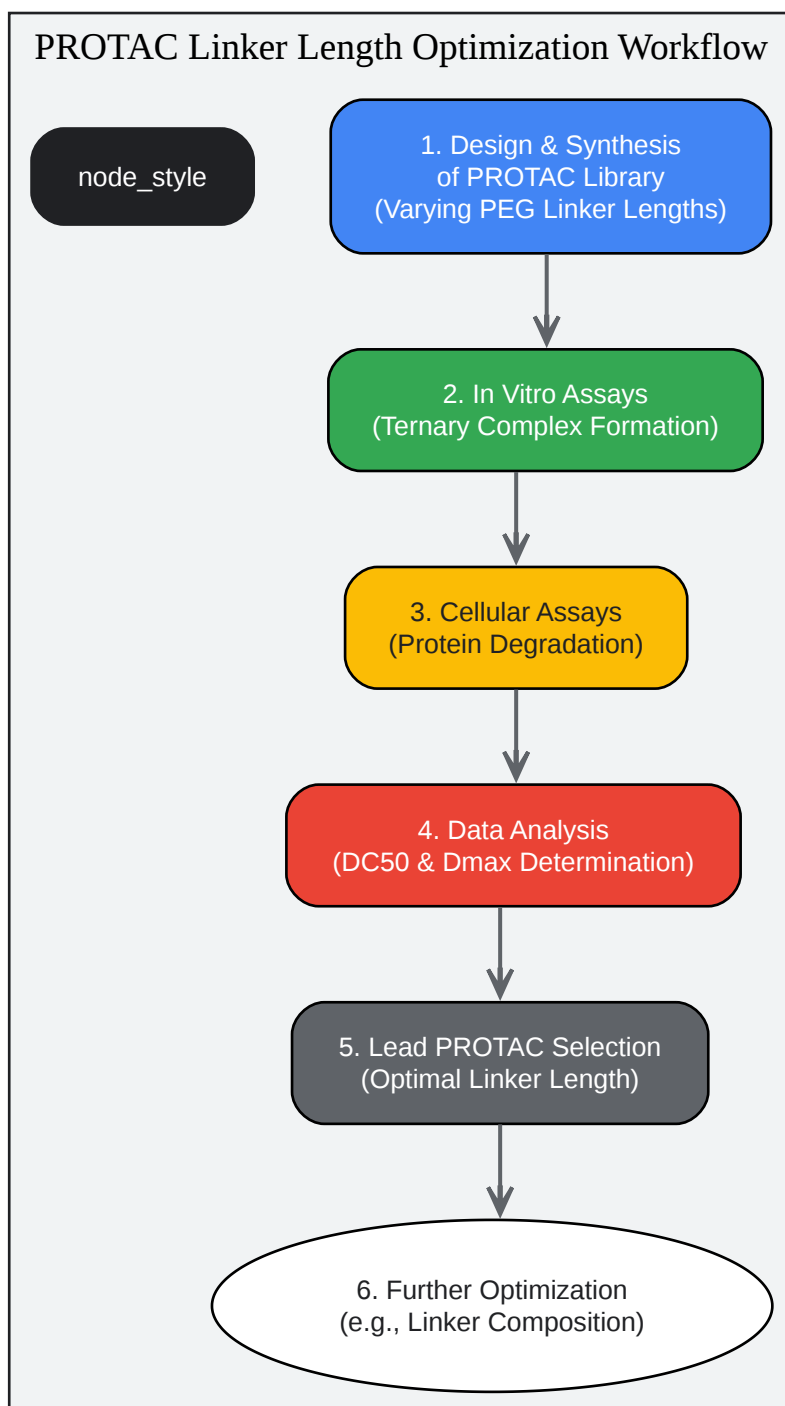 PROTAC Linker Length Optimization Workflow
node_style
1. Design & Synthesis
of PROTAC Library
(Varying PEG Linker Lengths)
2. In Vitro Assays
(Ternary Complex Formation)
3. Cellular Assays
(Protein Degradation)
4. Data Analysis
(DC50 & Dmax Determination)
5. Lead PROTAC Selection
(Optimal Linker Length)
6. Further Optimization
(e.g., Linker Composition)